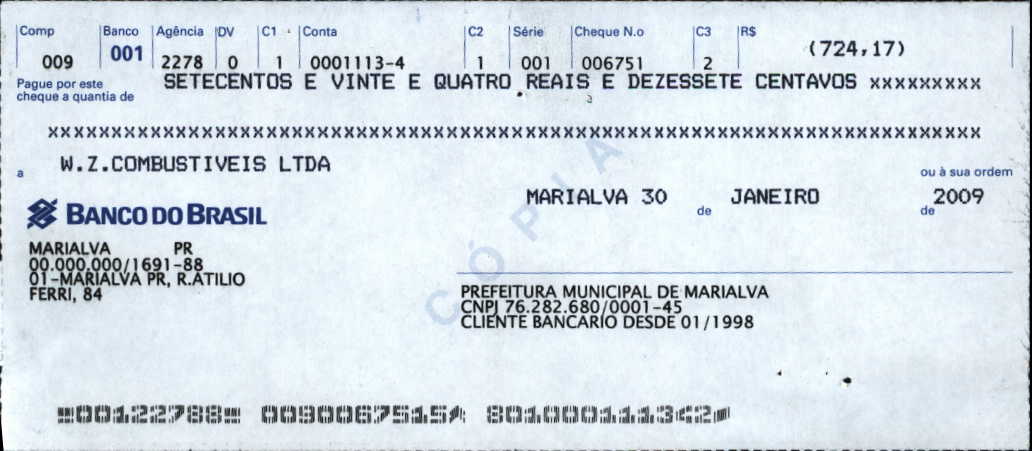 Comp Banco Agência DV C1 Conta C2 Série Cheque N.o C3 R$
009 001 2278 0 1 0001113-4 1 001 006751 2 (724,17)
Pague por este cheque a quantia de SETECENTOS E VINTE E QUATRO REAIS E DEZESSETE CENTAVOS xxxxxxxxx
xxxxxxxxxxxxxxxxxxxxxxxxxxxxxxxxxxxxxxxxxxxxxxxxxxxxxxxxxxxxxxxxxxxxxxxxxx
a W.Z.COMBUSTIVEIS LTDA ou à sua ordem
MARIALVA 30 de JANEIRO de 2009
BANCO DO BRASIL
MARIALVA PR
00.000.000/1691-88
01-MARIALVA PR, R.ATILIO
FERRI, 84
CÓPIA
PREFEITURA MUNICIPAL DE MARIALVA
CNPJ 76.282.680/0001-45
CLIENTE BANCARIO DESDE 01/1998
00122788 0090067515 801000111342